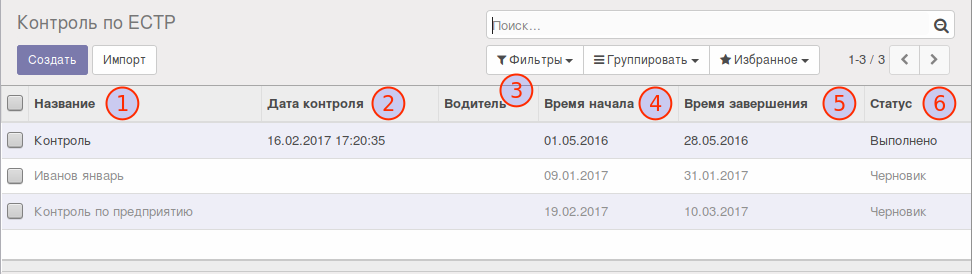 Контроль по ЕСТР
Поиск...
Создать Импорт
Фильтры Группировать Избранное 1-3 / 3
Название 1 Дата контроля 2 Водитель 3 Время начала 4 Время завершения 5 Статус 6
Контроль 16.02.2017 17:20:35 01.05.2016 28.05.2016 Выполнено
Иванов январь 09.01.2017 31.01.2017 Черновик
Контроль по предприятию 19.02.2017 10.03.2017 Черновик